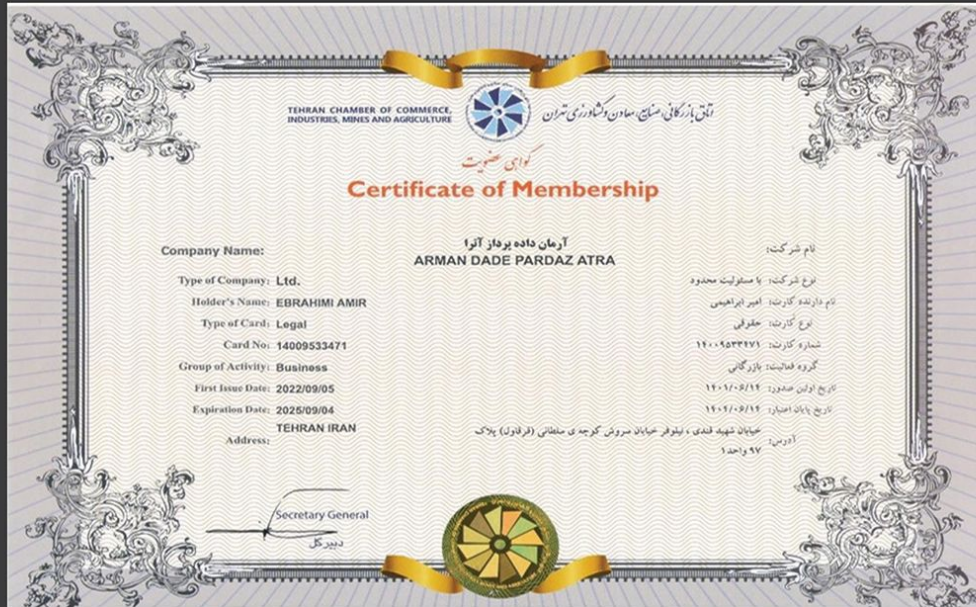 TEHRAN CHAMBER OF COMMERCE,
INDUSTRIES, MINES AND AGRICULTURE
اتاق بازرگانی، صنایع، معادن و کشاورزی تهران
گواهی عضویت
Certificate of Membership
Company Name:
آرمان داده پرداز آترا
ARMAN DADE PARDAZ ATRA
نام شرکت:
Type of Company: Ltd.
نوع شرکت: با مسئولیت محدود
Holder's Name: EBRAHIMI AMIR
نام دارنده کارت: امیر ابراهیمی
Type of Card: Legal
نوع کارت: حقوقی
Card No: 14009533471
شماره کارت: ۱۴۰۰۹۵۳۳۴۷۱
Group of Activity: Business
گروه فعالیت: بازرگانی
First Issue Date: 2022/09/05
تاریخ اولین صدور: ۱۴۰۱/۰۶/۱۴
Expiration Date: 2025/09/04
تاریخ پایان اعتبار:
Address: TEHRAN IRAN
آدرس: خیابان شهید قندی ، نیلوفر خیابان سروش کوچه ی سلطانی (قرقاول) پلاک
۹۷ واحد ۱
Secretary General
دبیر کل